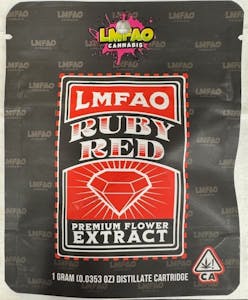 LMFAO
CANNABIS
LMFAO
RUBY
RED
PREMIUM FLOWER
EXTRACT
1 GRAM (0.0353 OZ) DISTILLATE CARTRIDGE
CA